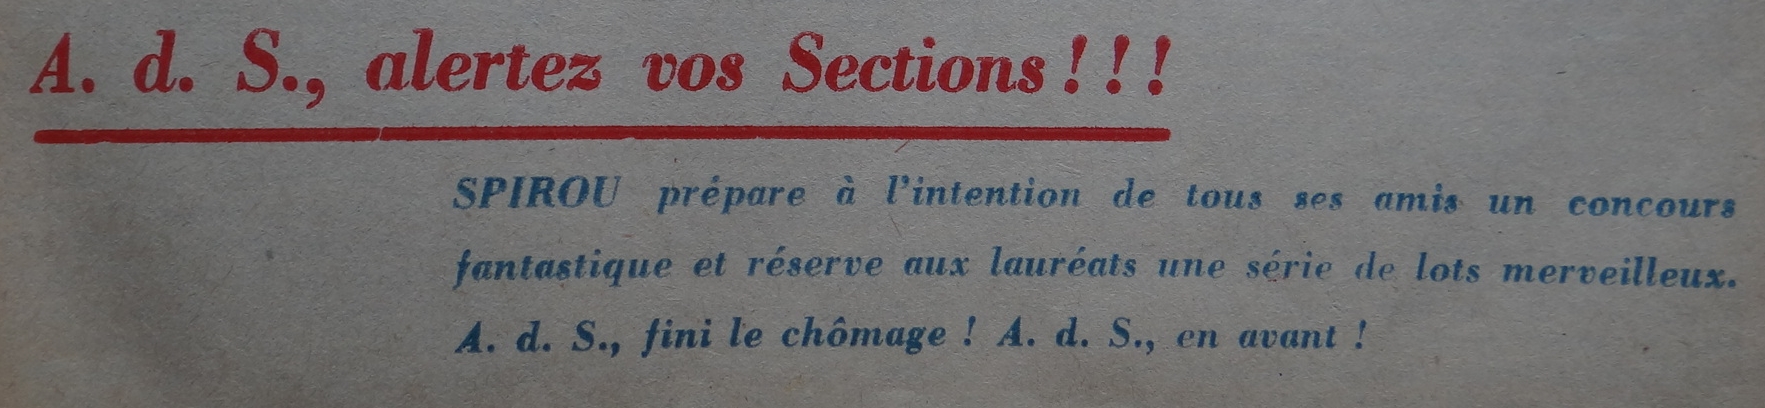 A. d. S., alertez vos Sections ! ! !
SPIROU prépare à l'intention de tous ses amis un concours
fantastique et réserve aux lauréats une série de lots merveilleux.
A. d. S., fini le chômage ! A. d. S., en avant !